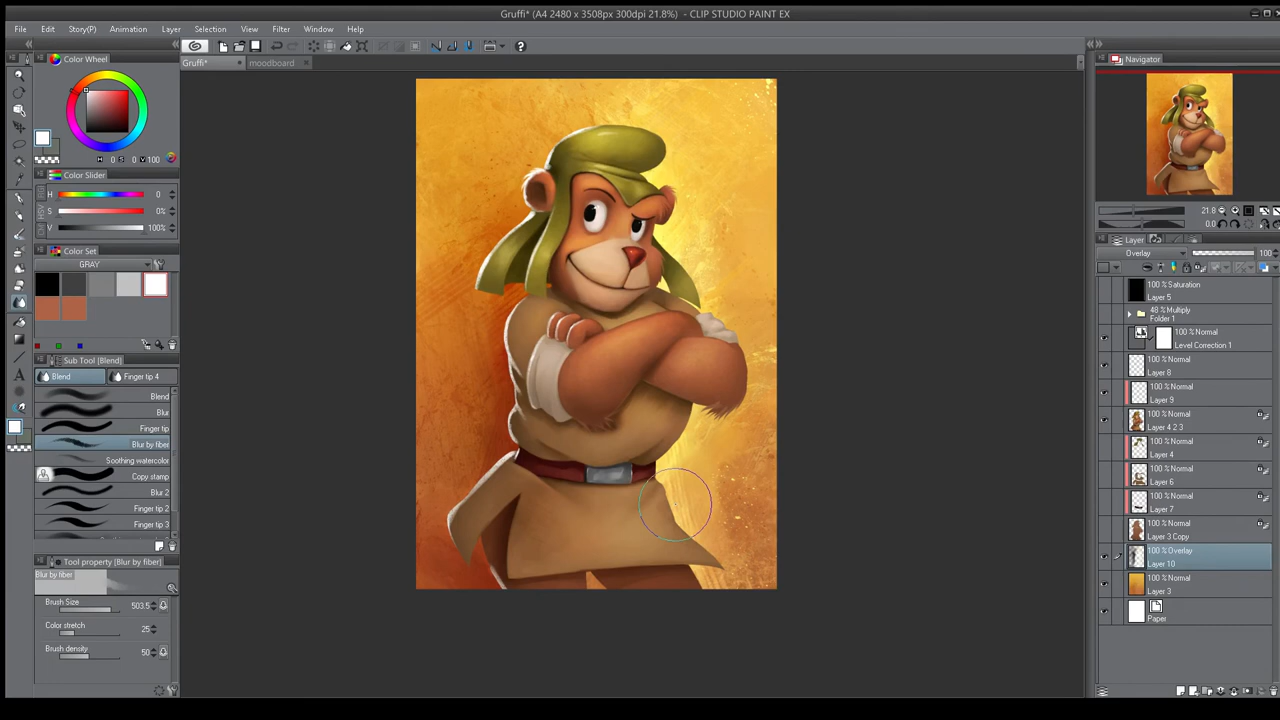 Gruffi* (A4 2480 x 3508px 300dpi 21.8%) - CLIP STUDIO PAINT EX
File Edit Story(P) Animation Layer Selection View Filter Window Help
Color Wheel
Gruffi* moodboard
Navigator
H 0 S 0 V 100
Color Slider
H 0
S 0%
V 100%
21.8
0.0
Layer
Color Set
GRAY
Overlay 100
100 % Saturation
Layer 5
48 % Multiply
Folder 1
100 % Normal
Level Correction 1
100 % Normal
Layer 8
100 % Normal
Layer 9
100 % Normal
Layer 4 2 3
100 % Normal
Layer 4
100 % Normal
Layer 6
100 % Normal
Layer 7
100 % Normal
Layer 3 Copy
100 % Overlay
Layer 10
100 % Normal
Layer 3
Paper
Sub Tool (Blend)
Blend Finger tip 4
Blend
Blur
Finger tip
Blur by fiber
Soothing watercolor
Copy stamp
Blur 2
Finger tip 2
Finger tip 3
Tool property (Blur by fiber)
Blur by fiber
Brush Size 503.5
Color stretch 25
Brush density 50